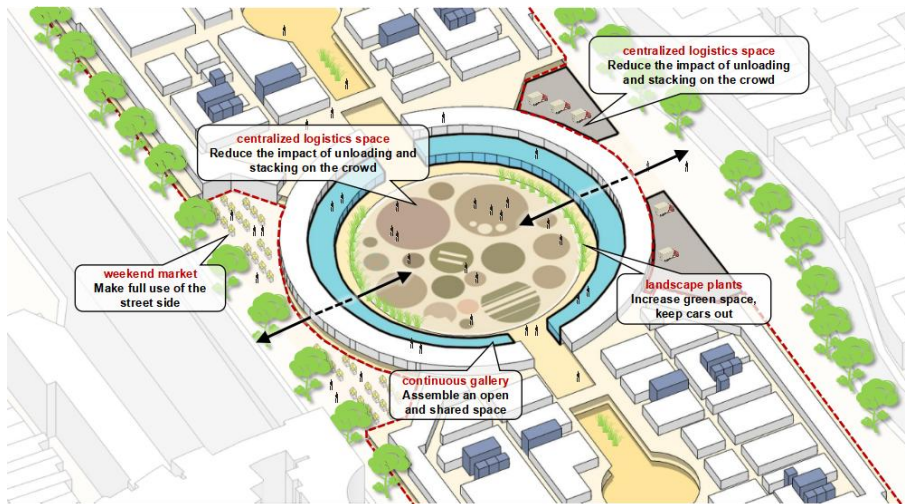 centralized logistics space
Reduce the impact of unloading
and stacking on the crowd
centralized logistics space
Reduce the impact of unloading and
stacking on the crowd
weekend market
Make full use of the
street side
landscape plants
Increase green space,
keep cars out
continuous gallery
Assemble an open
and shared space